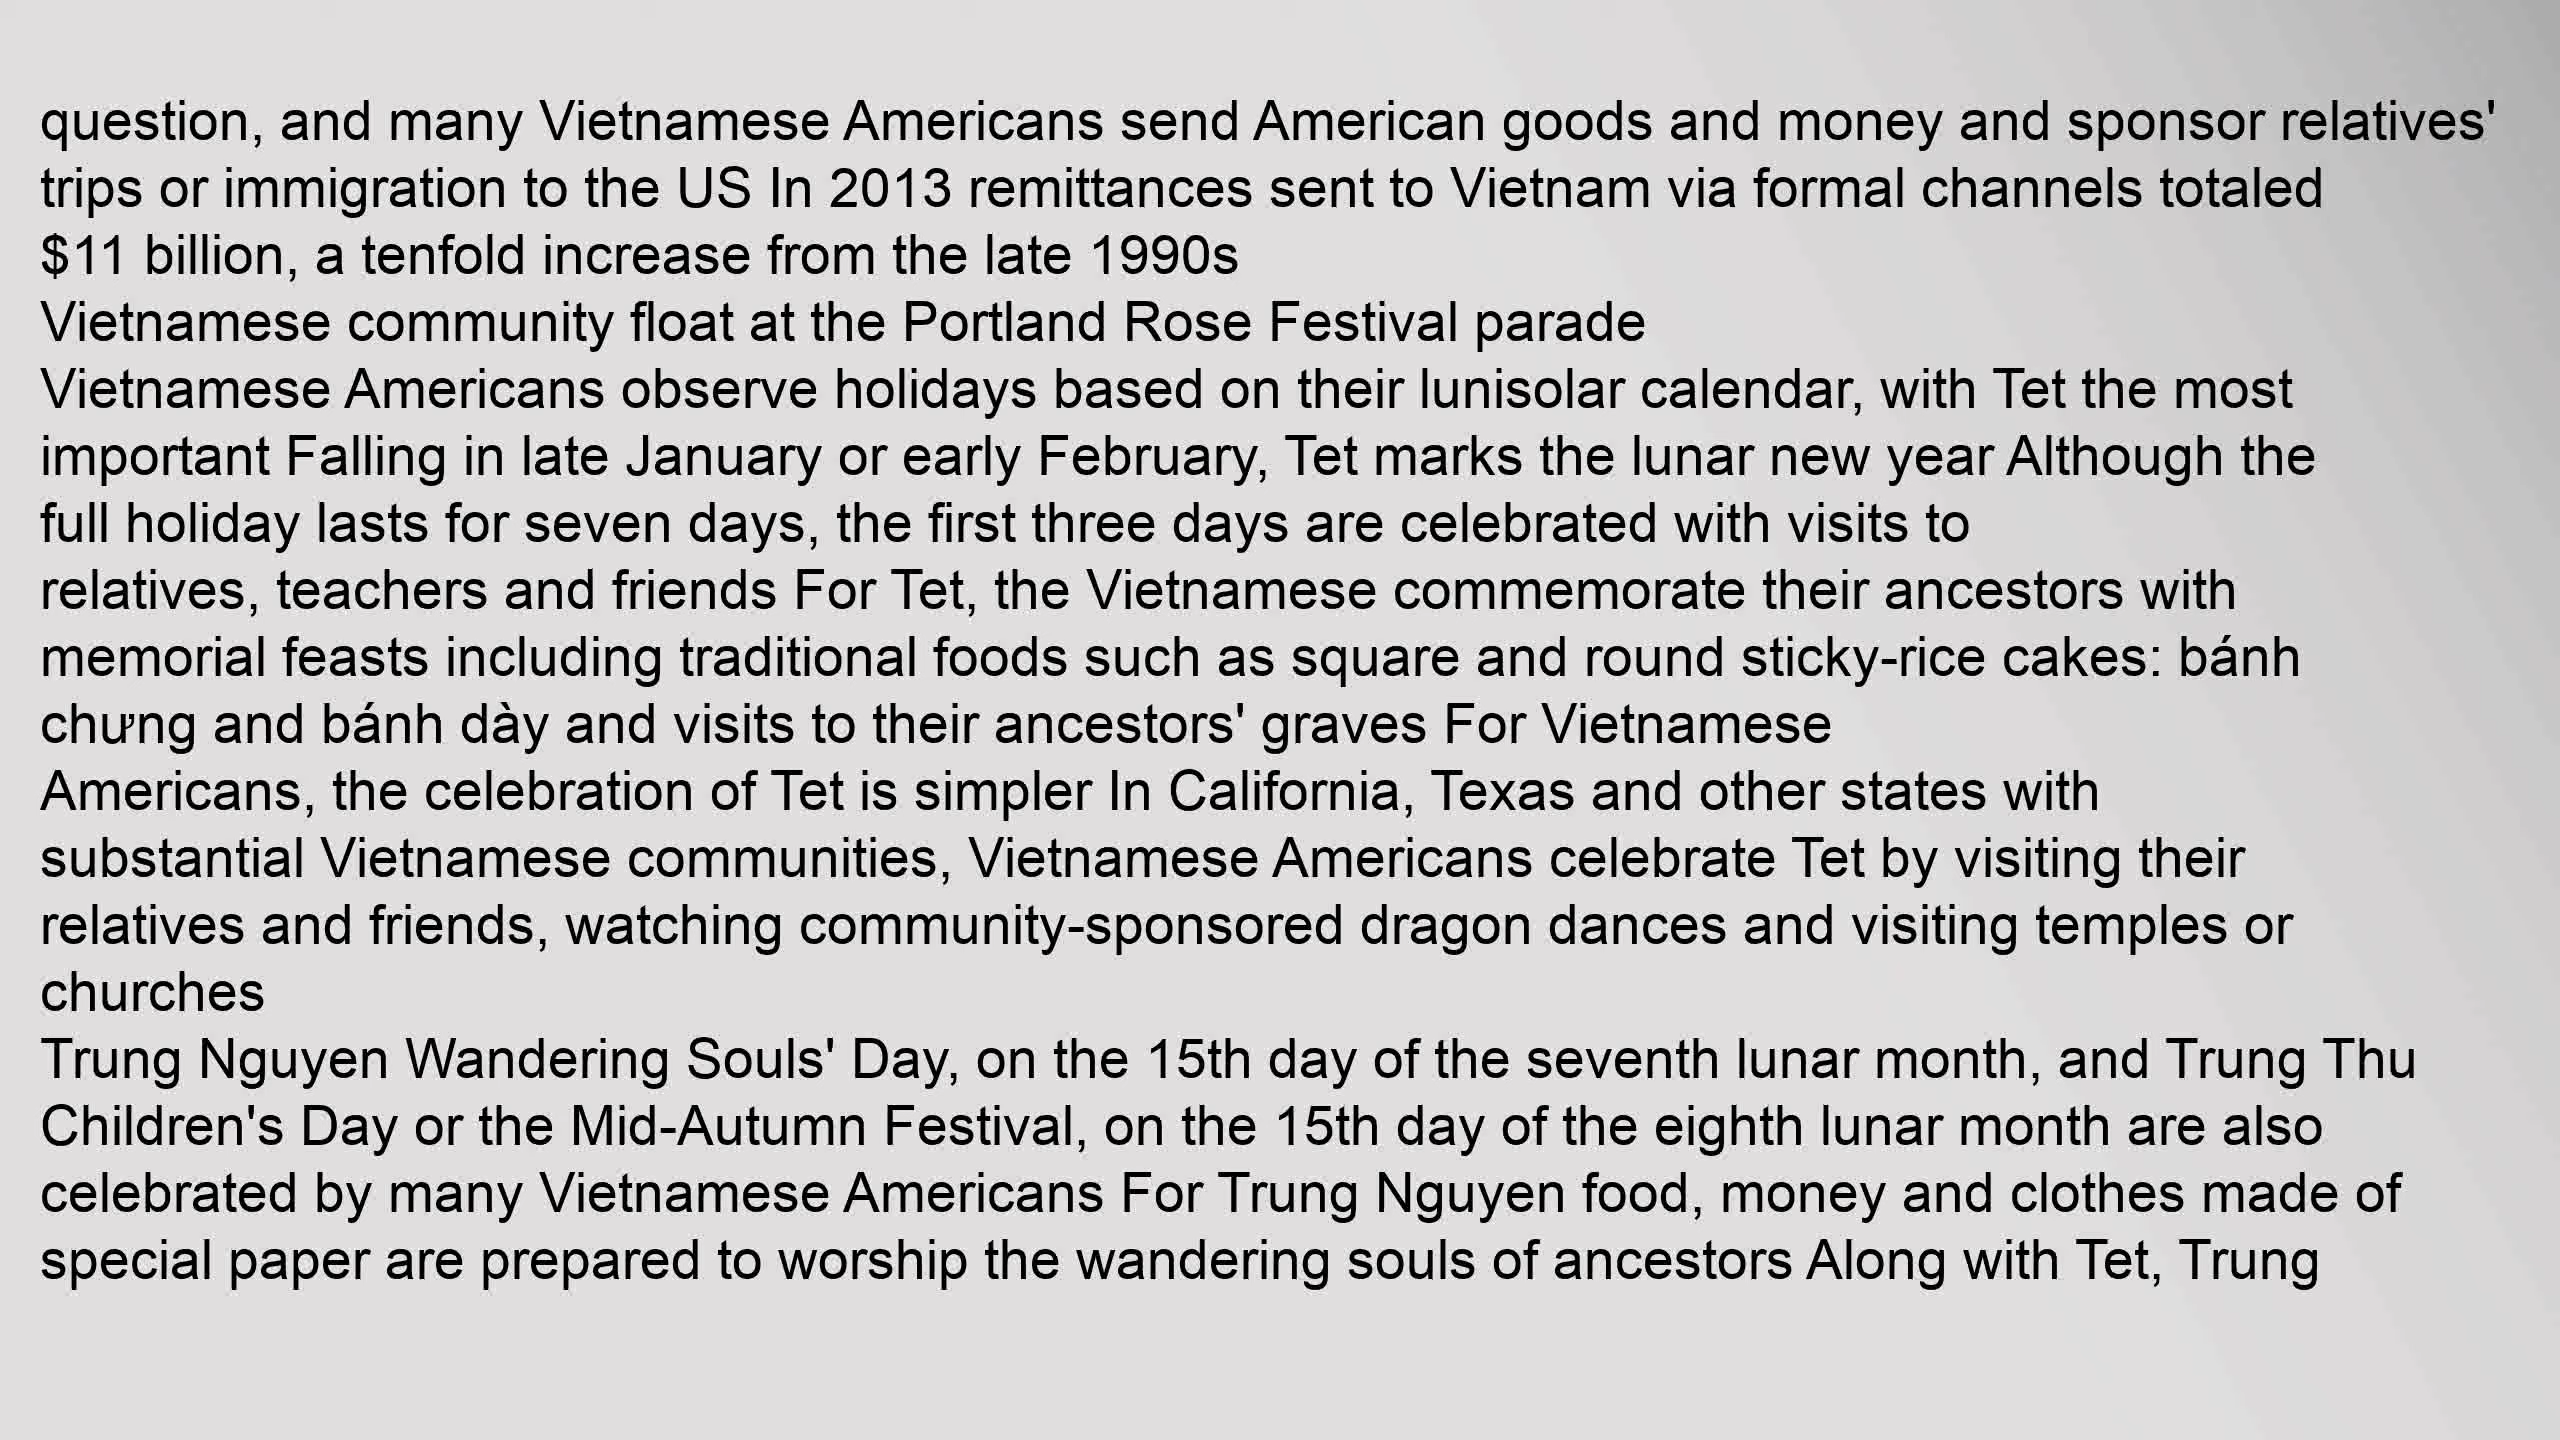 question, and many Vietnamese Americans send American goods and money and sponsor relatives'
trips or immigration to the US In 2013 remittances sent to Vietnam via formal channels totaled
$11 billion, a tenfold increase from the late 1990s
Vietnamese community float at the Portland Rose Festival parade
Vietnamese Americans observe holidays based on their lunisolar calendar, with Tet the most
important Falling in late January or early February, Tet marks the lunar new year Although the
full holiday lasts for seven days, the first three days are celebrated with visits to
relatives, teachers and friends For Tet, the Vietnamese commemorate their ancestors with
memorial feasts including traditional foods such as square and round sticky-rice cakes: bánh
chưng and bánh dày and visits to their ancestors' graves For Vietnamese
Americans, the celebration of Tet is simpler In California, Texas and other states with
substantial Vietnamese communities, Vietnamese Americans celebrate Tet by visiting their
relatives and friends, watching community-sponsored dragon dances and visiting temples or
churches
Trung Nguyen Wandering Souls' Day, on the 15th day of the seventh lunar month, and Trung Thu
Children's Day or the Mid-Autumn Festival, on the 15th day of the eighth lunar month are also
celebrated by many Vietnamese Americans For Trung Nguyen food, money and clothes made of
special paper are prepared to worship the wandering souls of ancestors Along with Tet, Trung